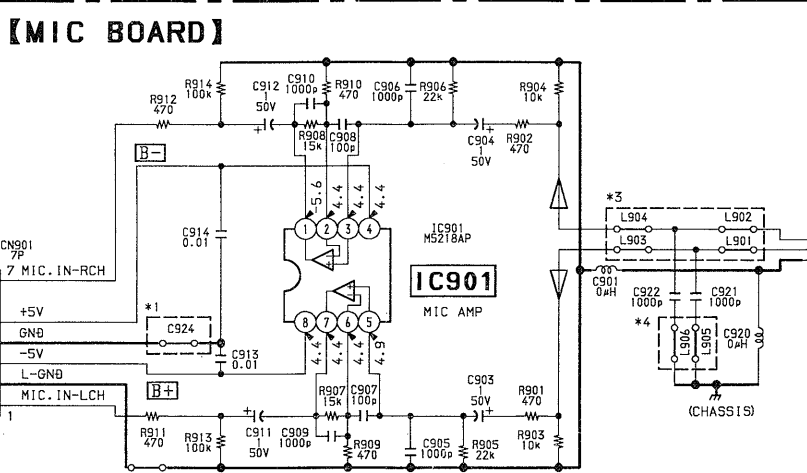 【MIC BOARD】
R914
100k
C912
1
50V
C910
1000p
R910
470
C906
1000p
R906
22k
R904
10k
R912
470
R908
15k
C908
100p
C904
1
50V
R902
470
B-
-5.6
4.4
4.4
4.4
*3
L904
L902
L903
L901
1
2
3
4
C914
0.01
IC901
M5218AP
CN901
7P
7 MIC.IN-RCH
IC901
C901
0μH
C922
1000p
C921
1000p
*1
+5V
C924
MIC AMP
*4
GND
8
7
6
5
L906
L905
C920
0μH
-5V
C913
0.01
4.4
4.4
4.4
4.9
L-GND
B+
R907
15k
C907
100p
C903
1
50V
R901
470
MIC.IN-LCH
(CHASSIS)
1
R911
470
R913
100k
C911
1
50V
C909
1000p
R909
470
C905
1000p
R905
22k
R903
10k